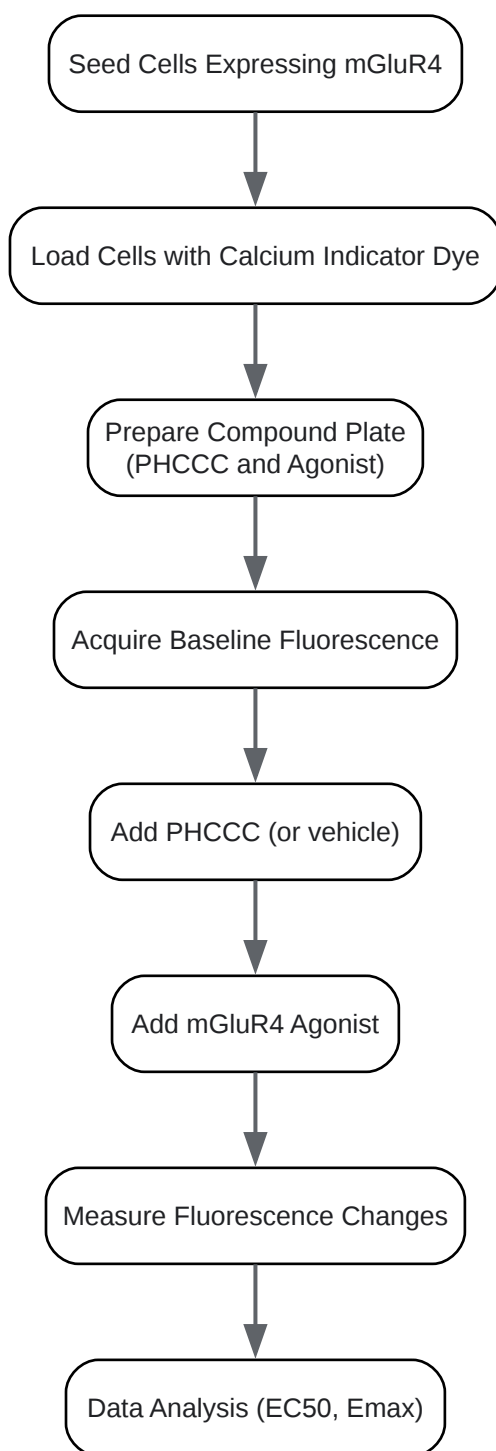 Seed Cells Expressing mGluR4
Load Cells with Calcium Indicator Dye
Prepare Compound Plate
(PHCCC and Agonist)
Acquire Baseline Fluorescence
Add PHCCC (or vehicle)
Add mGluR4 Agonist
Measure Fluorescence Changes
Data Analysis (EC50, Emax)